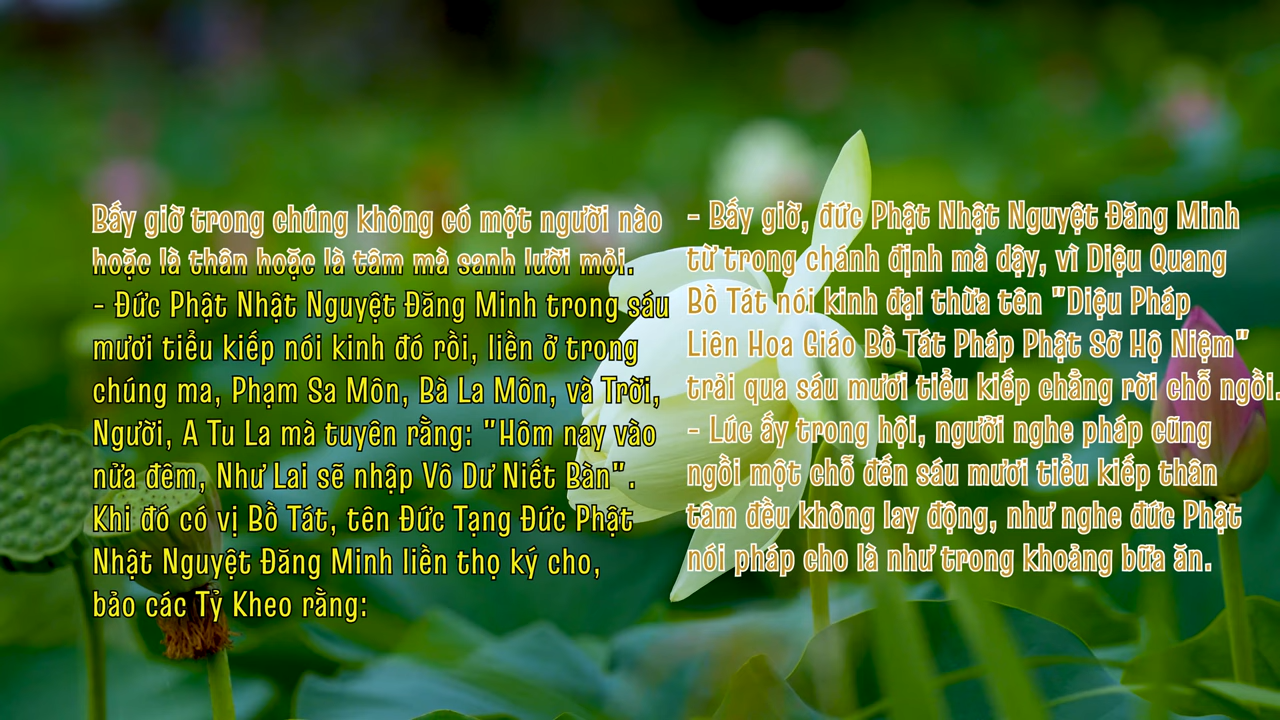 Bấy giờ trong chúng không có một người nào
hoặc là thân hoặc là tâm mà sanh lười mỏi.
- Đức Phật Nhật Nguyệt Đăng Minh trong sáu
mươi tiểu kiếp nói kinh đó rồi, liền ở trong
chúng ma, Phạm Sa Môn, Bà La Môn, và Trời,
Người, A Tu La mà tuyên rằng: "Hôm nay vào
nửa đêm, Như Lai sẽ nhập Vô Dư Niết Bàn" .
Khi đó có vị Bồ Tát, tên Đức Tạng Đức Phật
Nhật Nguyệt Đăng Minh liền thọ ký cho,
bảo các Tỷ Kheo rằng:
- Bấy giờ, đức Phật Nhật Nguyệt Đăng Minh
từ trong chánh định mà dậy, vì Diệu Quang
Bồ Tát nói kinh đại thừa tên "Diệu Pháp
Liên Hoa Giáo Bồ Tát Pháp Phật Sở Hộ Niệm"
trải qua sáu mươi tiểu kiếp chẳng rời chỗ ngồi.
- Lúc ấy trong hội, người nghe pháp cũng
ngồi một chỗ đến sáu mươi tiểu kiếp thân
tâm đều không lay động, như nghe đức Phật
nói pháp cho là như trong khoảng bữa ăn.